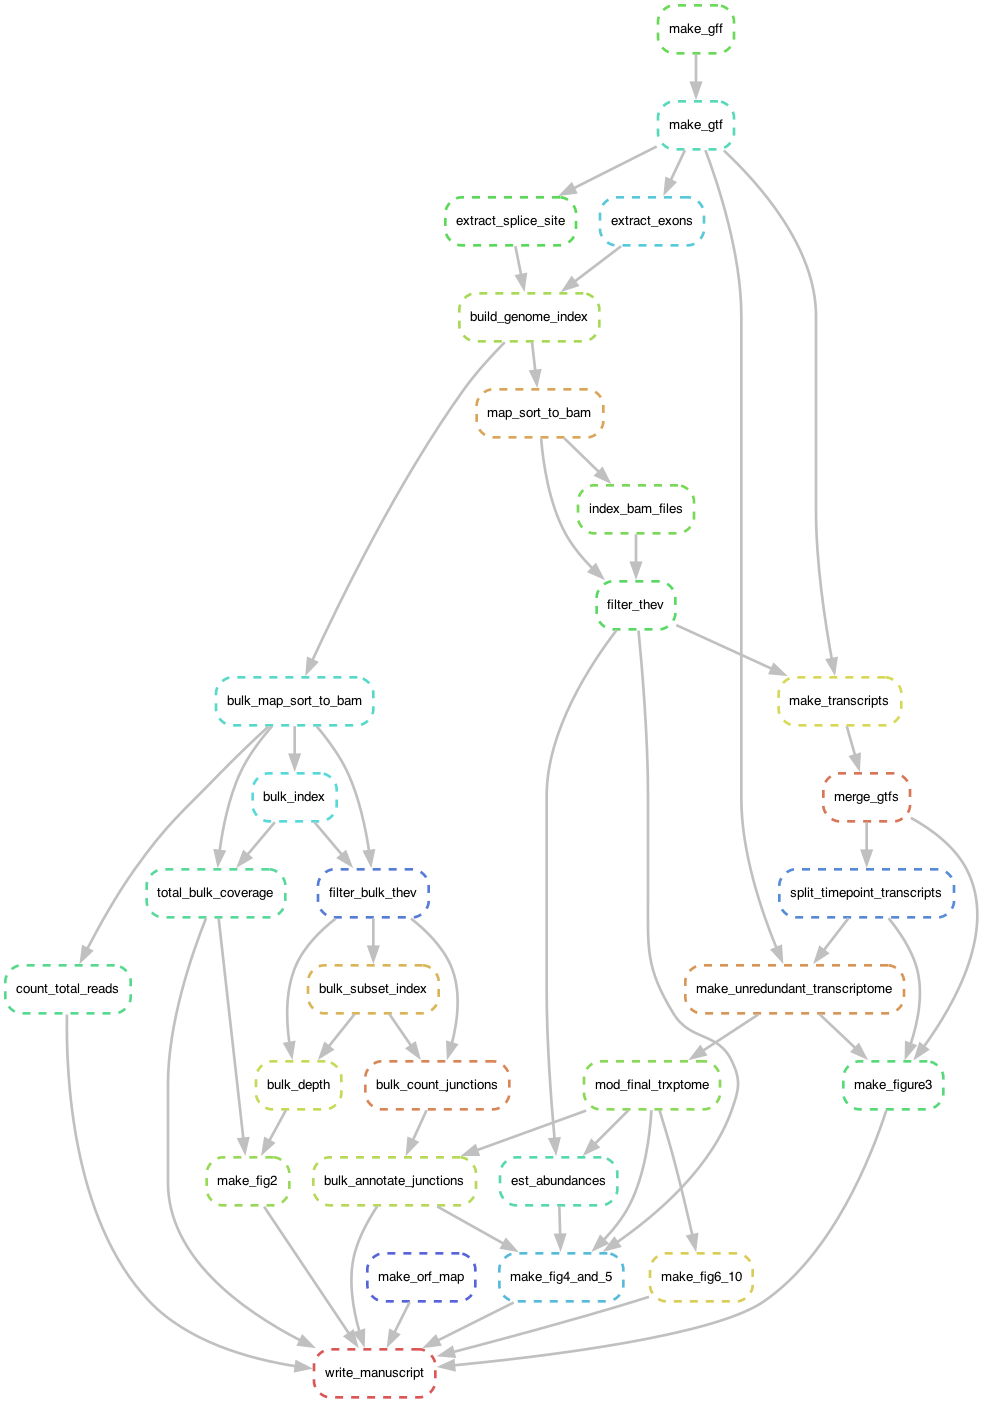 make_gff
make_gtf
extract_splice_site
extract_exons
build_genome_index
map_sort_to_bam
index_bam_files
filter_thev
bulk_map_sort_to_bam
make_transcripts
bulk_index
merge_gtfs
total_bulk_coverage
filter_bulk_thev
split_timepoint_transcripts
count_total_reads
bulk_subset_index
make_unredundant_transcriptome
bulk_depth
bulk_count_junctions
mod_final_trxptome
make_figure3
make_fig2
bulk_annotate_junctions
est_abundances
make_orf_map
make_fig4_and_5
make_fig6_10
write_manuscript